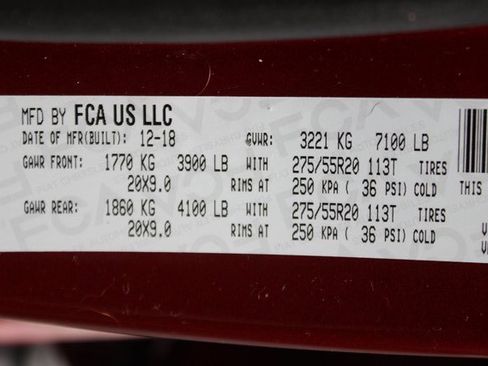 MFD BY FCA US LLC
DATE OF MFR(BUILT): 12-18 GVWR: 3221 KG 7100 LB
GAWR FRONT: 1770 KG 3900 LB WITH 275/55R20 113T TIRES
20X9.0 RIMS AT 250 KPA ( 36 PSI) COLD THIS
GAWR REAR: 1860 KG 4100 LB WITH 275/55R20 113T TIRES
20X9.0 RIMS AT 250 KPA ( 36 PSI) COLD